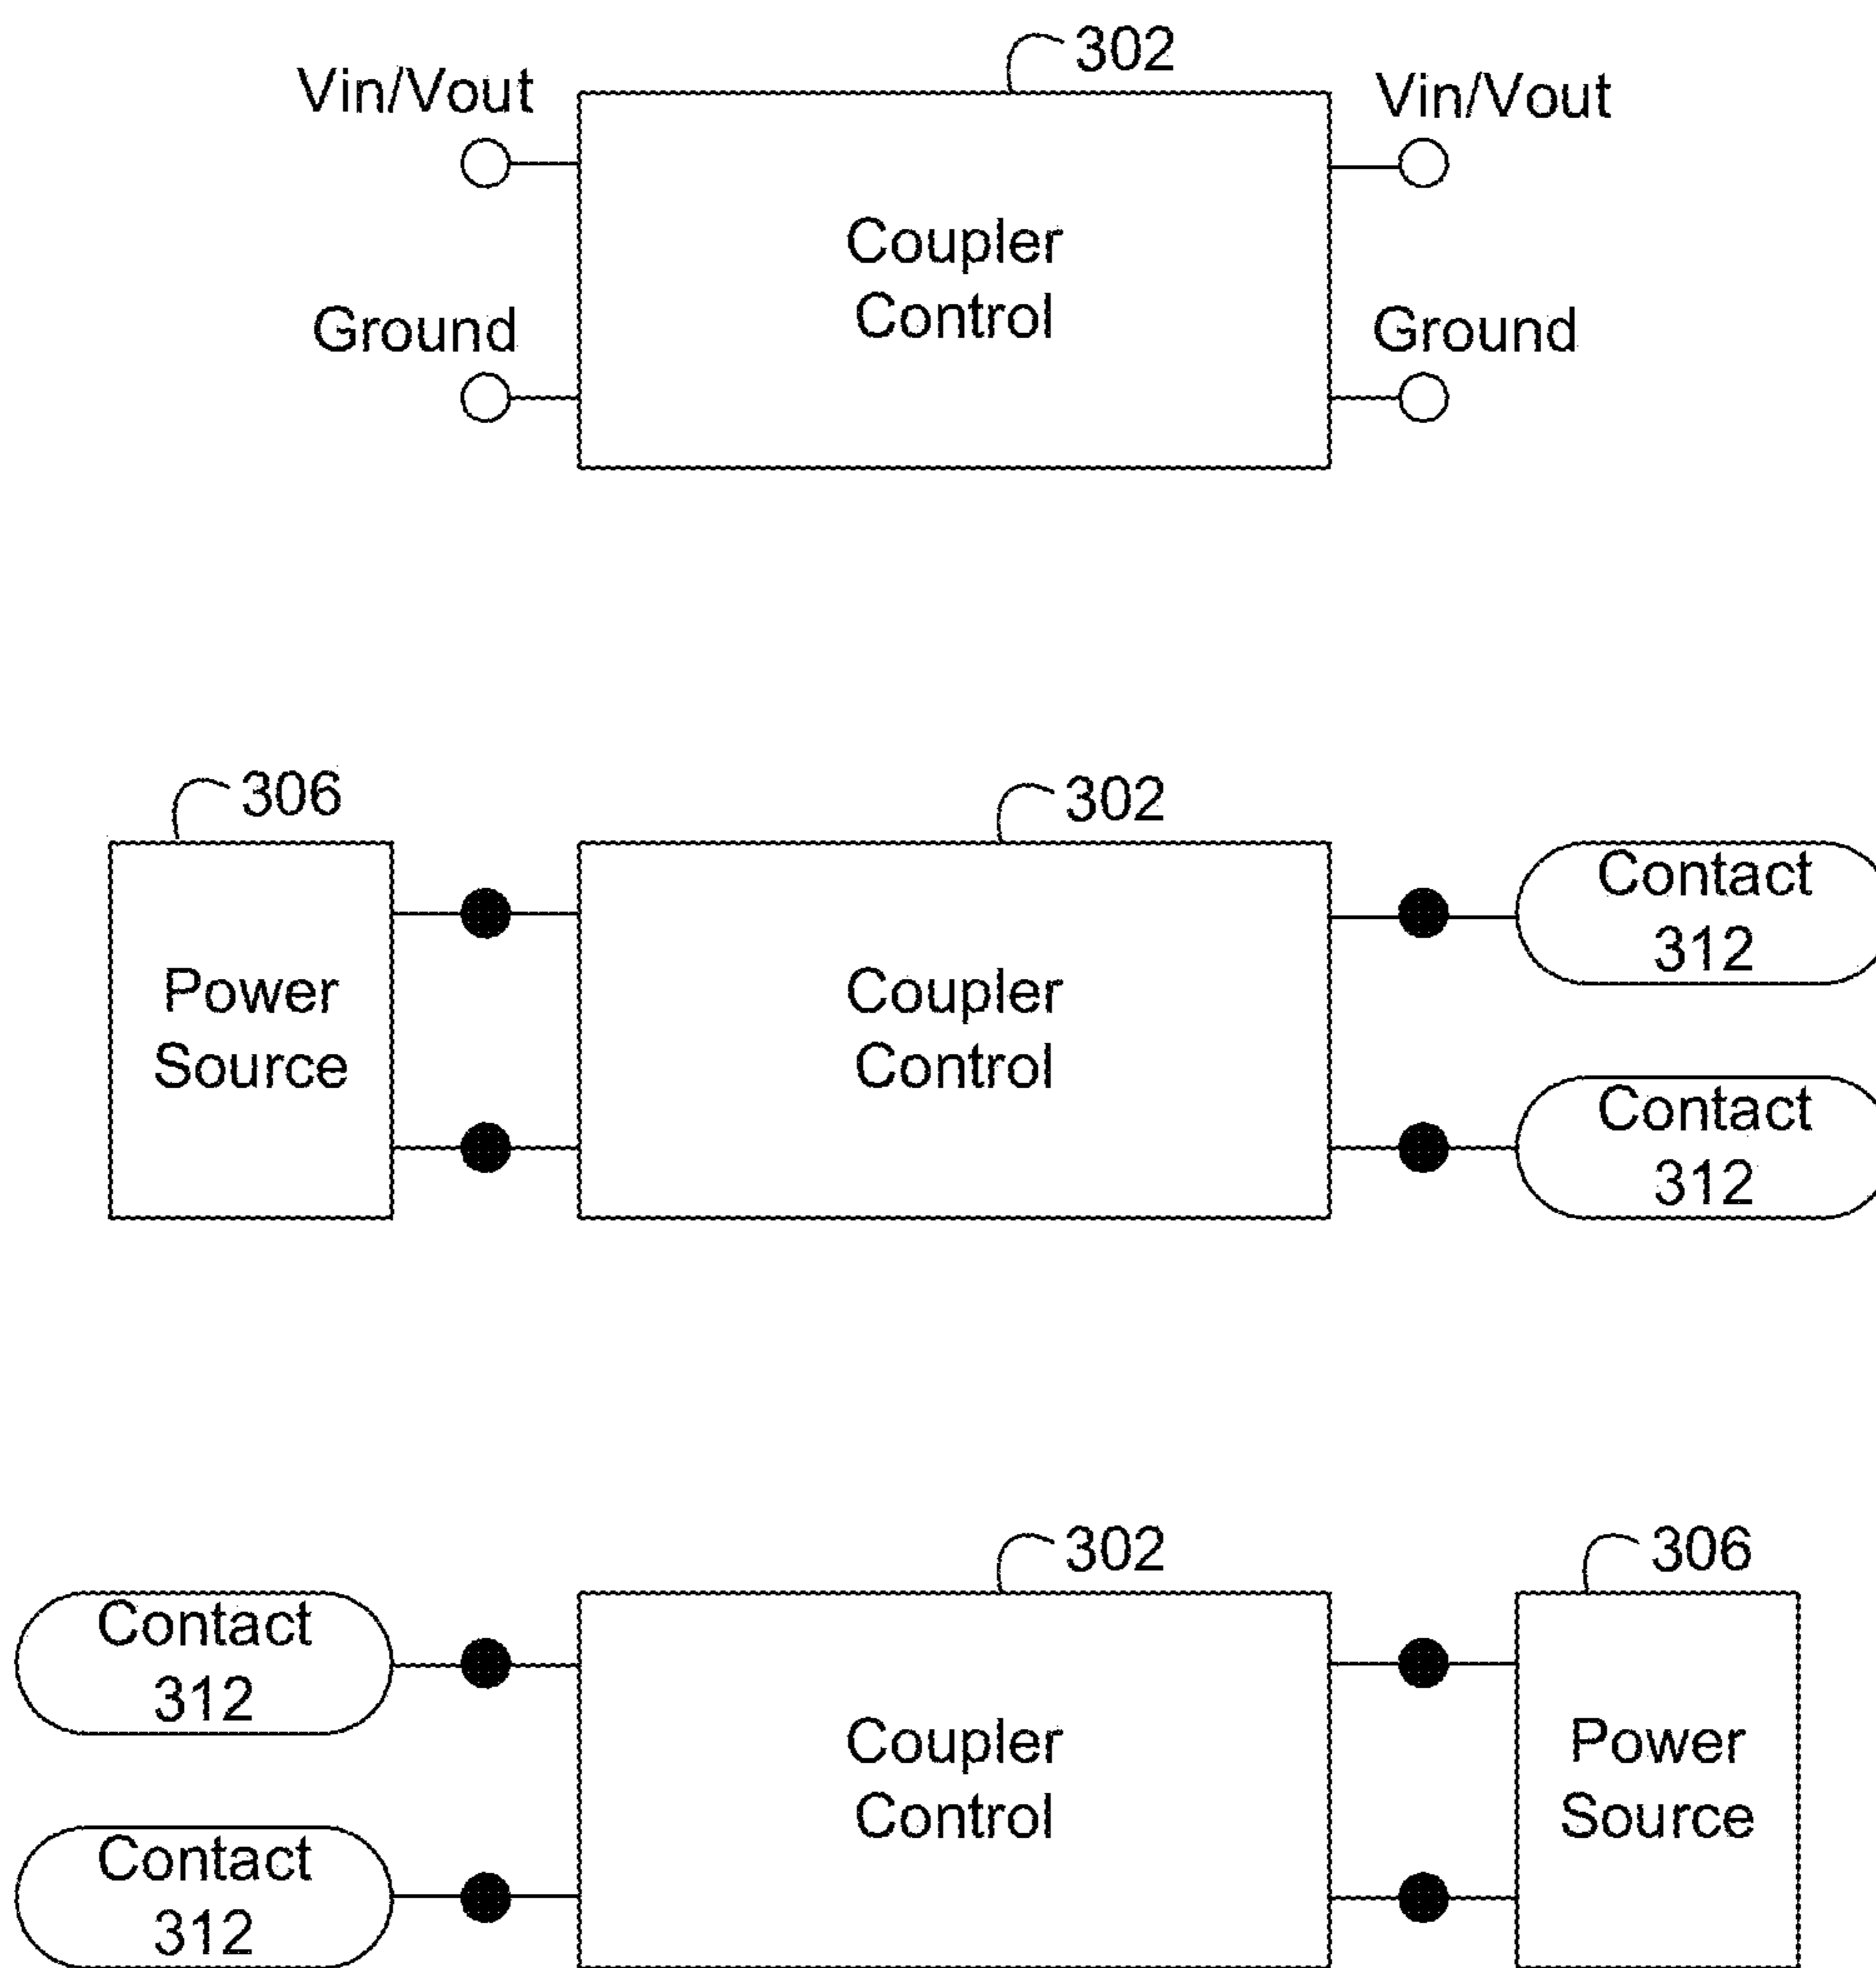 302
Vin/Vout
Vin/Vout
Coupler
Control
Ground
Ground
306
302
Power
Source
Coupler
Control
Contact
312
Contact
312
302
306
Contact
312
Contact
312
Coupler
Control
Power
Source